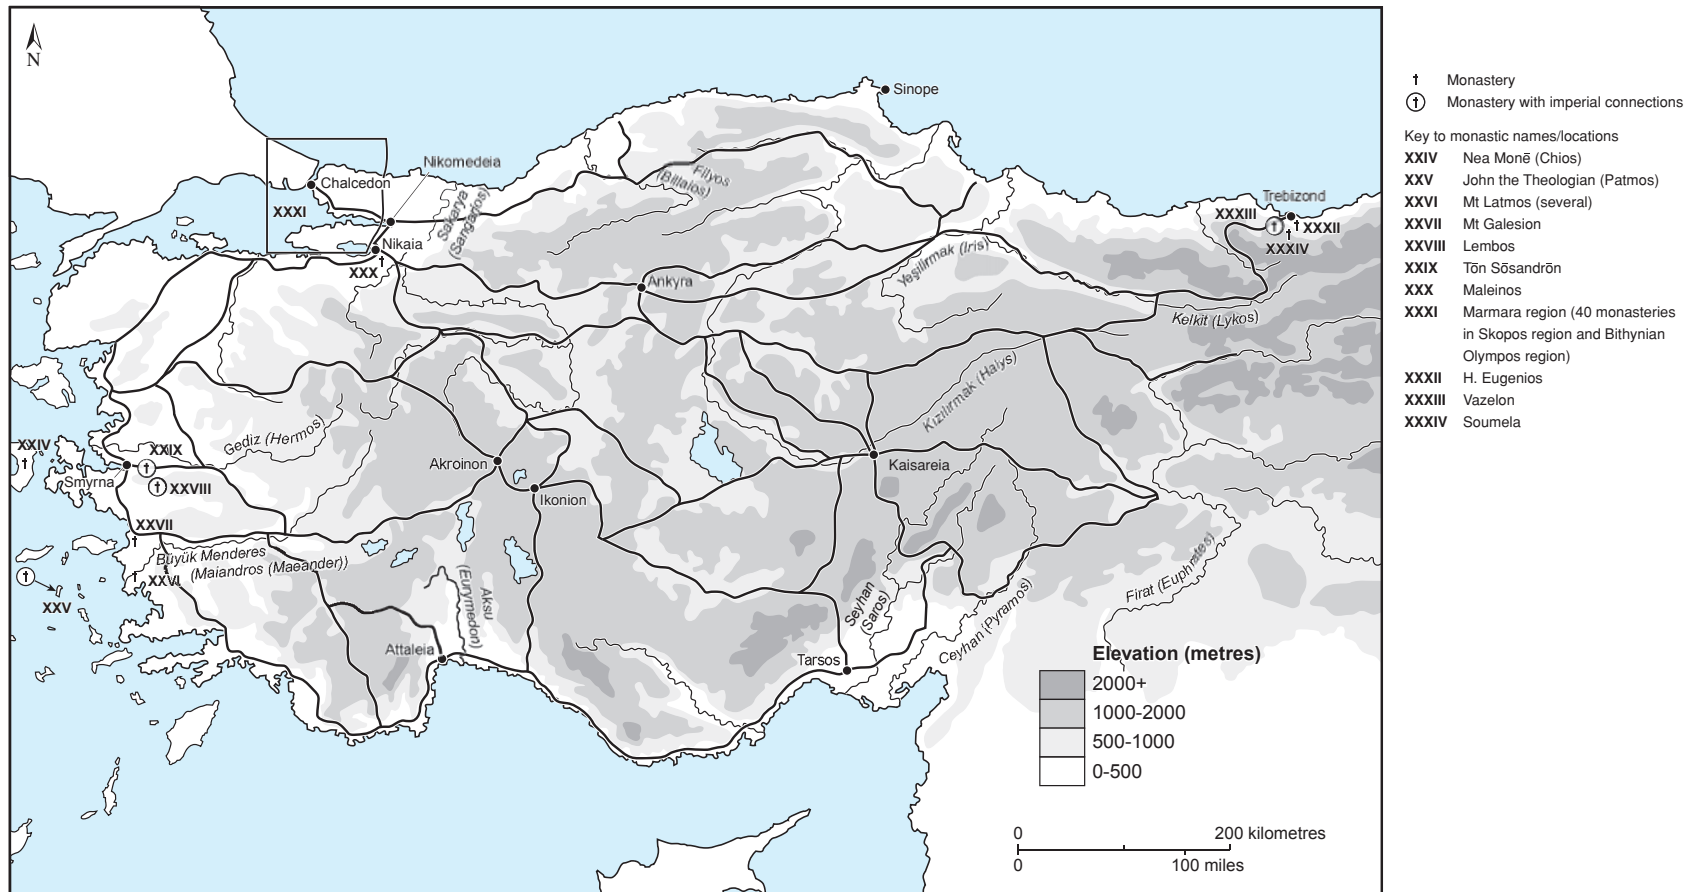 N
Sinope
Nikomedeia
Chalcedon
XXXI
Sakarya
(Sangarios)
Filyos
(Billaios)
Nikaia
XXX
Trebizond
XXXIII
XXXII
XXXIV
Ankyra
Yeşilirmak (Iris)
Kelkit (Lykos)
Kızılırmak (Halys)
Gediz (Hermos)
XXIV
XXIX
Smyrna
XXVIII
Akroinon
Ikonion
Kaisareia
XXVII
Büyük Menderes
(Maiandros (Maeander))
XXVI
XXV
Aksu
(Eurymedon)
Attaleia
Seyhan
(Saros)
Tarsos
Ceyhan (Pyramos)
Firat (Euphrates)
Elevation (metres)
2000+
1000-2000
500-1000
0-500
0 200 kilometres
0 100 miles
Monastery
Monastery with imperial connections
Key to monastic names/locations
XXIV Nea Monē (Chios)
XXV John the Theologian (Patmos)
XXVI Mt Latmos (several)
XXVII Mt Galesion
XXVIII Lembos
XXIX Tōn Sōsandrōn
XXX Maleinos
XXXI Marmara region (40 monasteries
in Skopos region and Bithynian
Olympos region)
XXXII H. Eugenios
XXXIII Vazelon
XXXIV Soumela